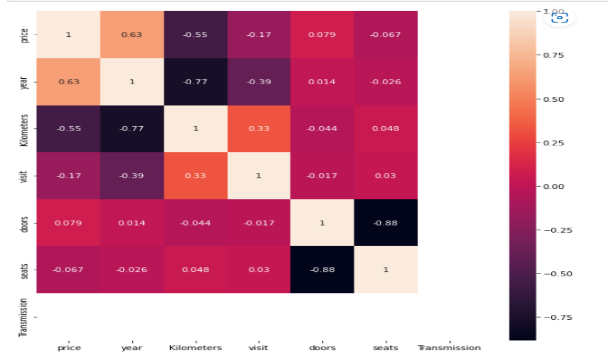 price 1 0.63 -0.55 -0.17 0.079 -0.067
year 0.63 1 -0.77 -0.39 0.014 -0.026
Kilometers -0.55 -0.77 1 0.33 -0.044 0.048
visit -0.17 -0.39 0.33 1 -0.017 0.03
doors 0.079 0.014 -0.044 -0.017 1 -0.88
seats -0.067 -0.026 0.048 0.03 -0.88 1
Transmission
price year Kilometers visit doors seats Transmission
1.00
0.75
0.50
0.25
0.00
−0.25
−0.50
−0.75